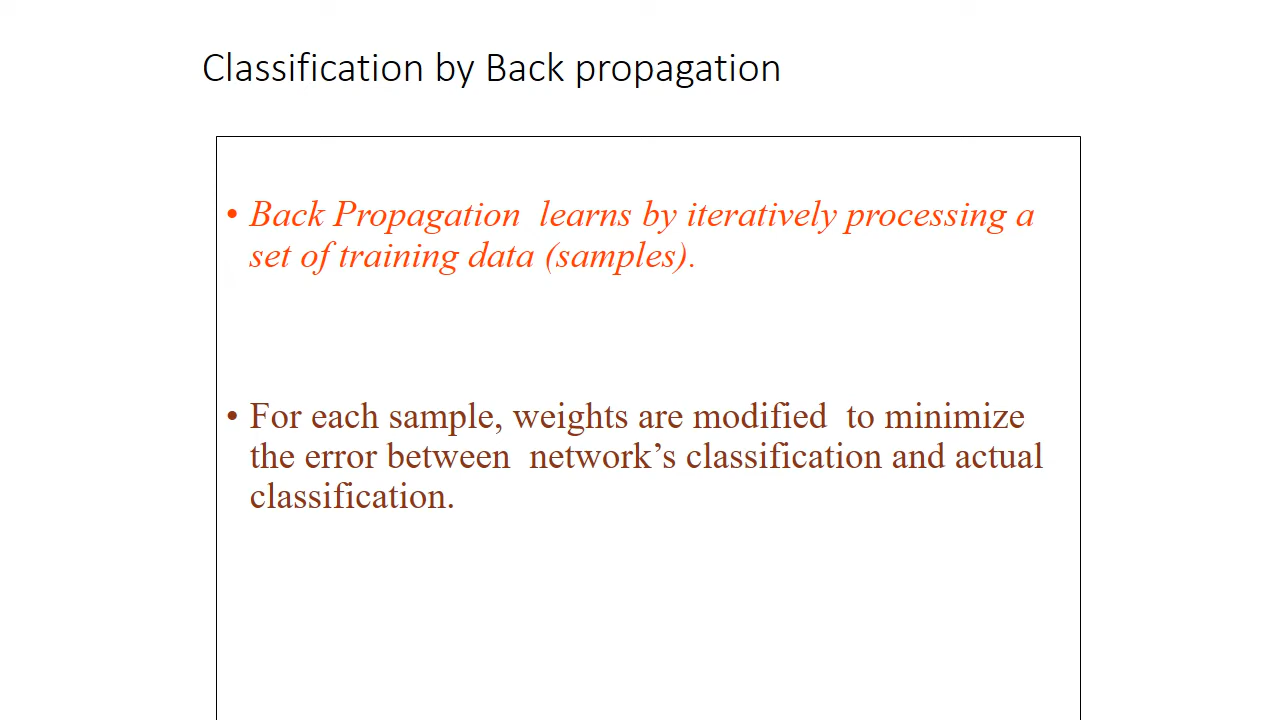 Classification by Back propagation
• Back Propagation  learns by iteratively processing a
set of training data (samples).
• For each sample, weights are modified  to minimize
the error between  network’s classification and actual
classification.